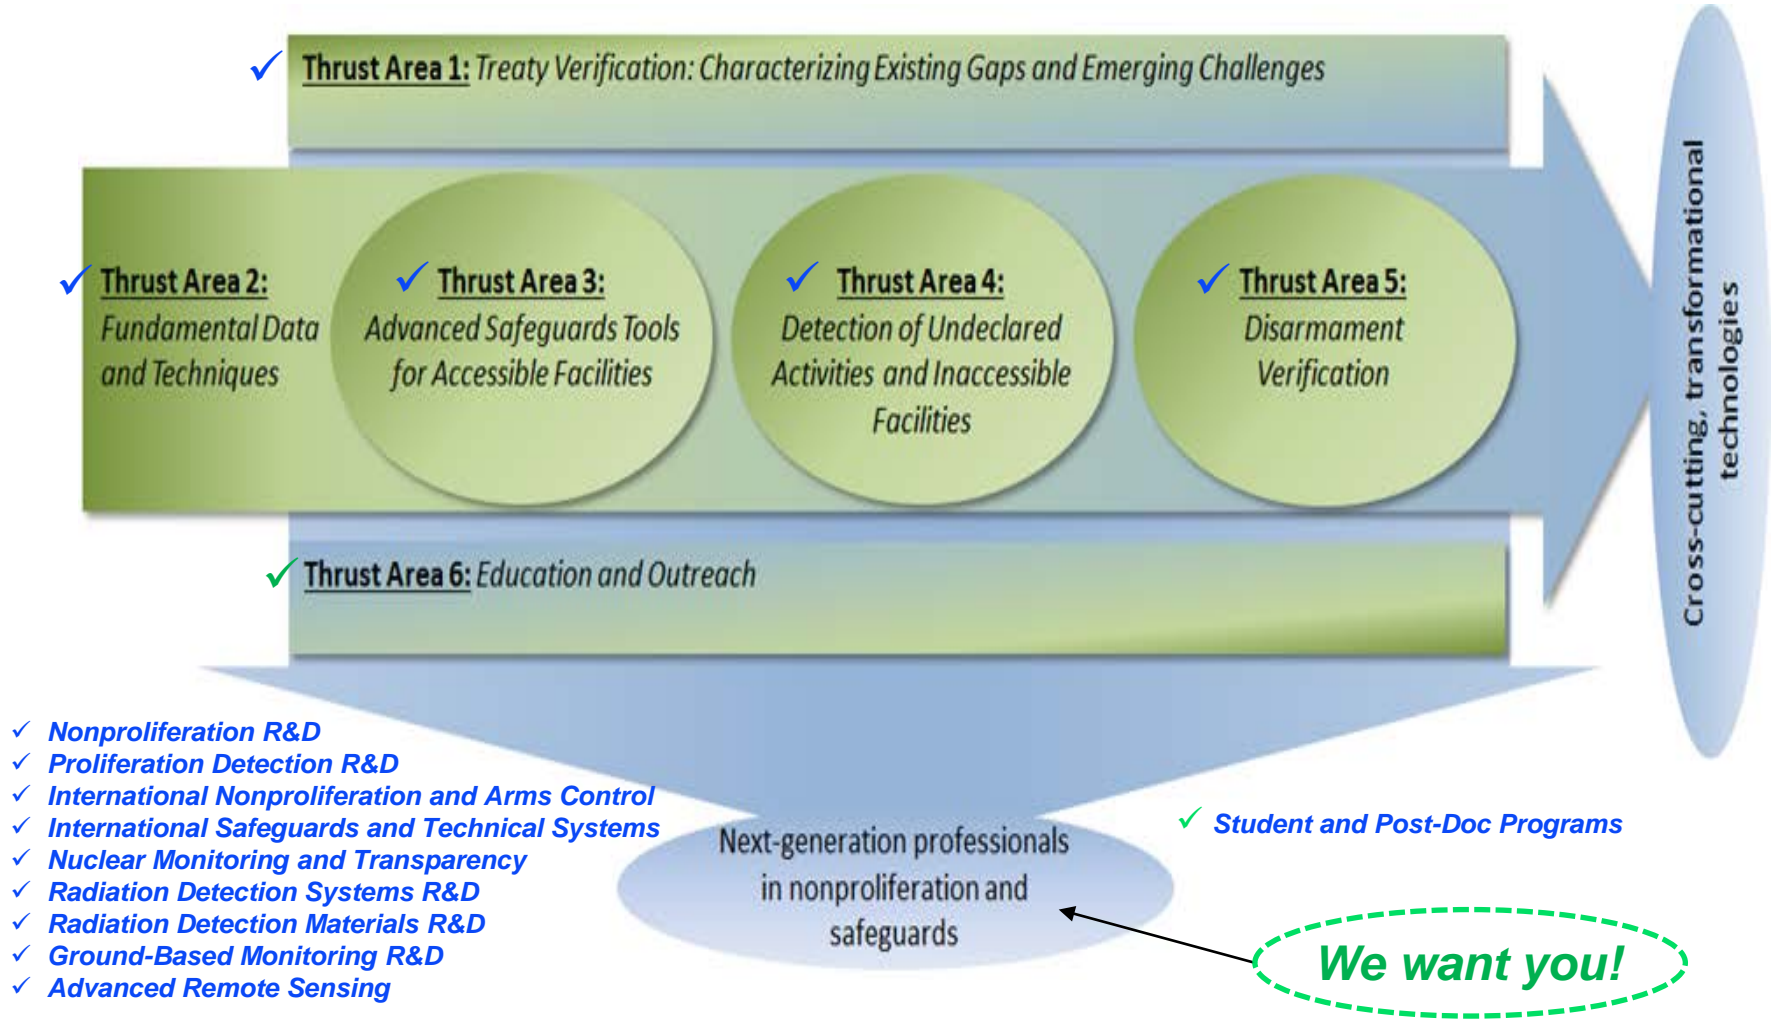 Thrust Area 1: Treaty Verification: Characterizing Existing Gaps and Emerging Challenges
Thrust Area 2:
Fundamental Data
and Techniques
Thrust Area 3:
Advanced Safeguards Tools
for Accessible Facilities
Thrust Area 4:
Detection of Undeclared
Activities and Inaccessible
Facilities
Thrust Area 5:
Disarmament
Verification
Cross-cutting, transformational
technologies
Thrust Area 6: Education and Outreach
✓ Nonproliferation R&D
✓ Proliferation Detection R&D
✓ International Nonproliferation and Arms Control
✓ International Safeguards and Technical Systems
✓ Nuclear Monitoring and Transparency
✓ Radiation Detection Systems R&D
✓ Radiation Detection Materials R&D
✓ Ground-Based Monitoring R&D
✓ Advanced Remote Sensing
Next-generation professionals
in nonproliferation and
safeguards
✓ Student and Post-Doc Programs
We want you!